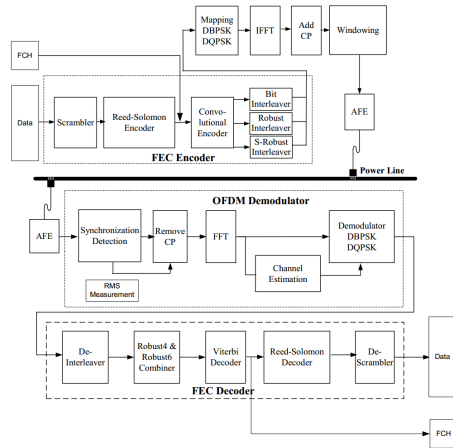 Mapping
DBPSK
DQPSK
IFFT
Add
CP
Windowing
FCH
Data
Scrambler
Reed-Solomon
Encoder
Convo-
lutional
Encoder
Bit
Interleaver
Robust
Interleaver
S-Robust
Interleaver
AFE
FEC Encoder
Power Line
OFDM Demodulator
AFE
Synchronization
Detection
Remove
CP
FFT
Demodulator
DBPSK
DQPSK
Channel
Estimation
RMS
Measurement
De-
Interleaver
Robust4 &
Robust6
Combiner
Viterbi
Decoder
Reed-Solomon
Decoder
De-
Scrambler
Data
FEC Decoder
FCH